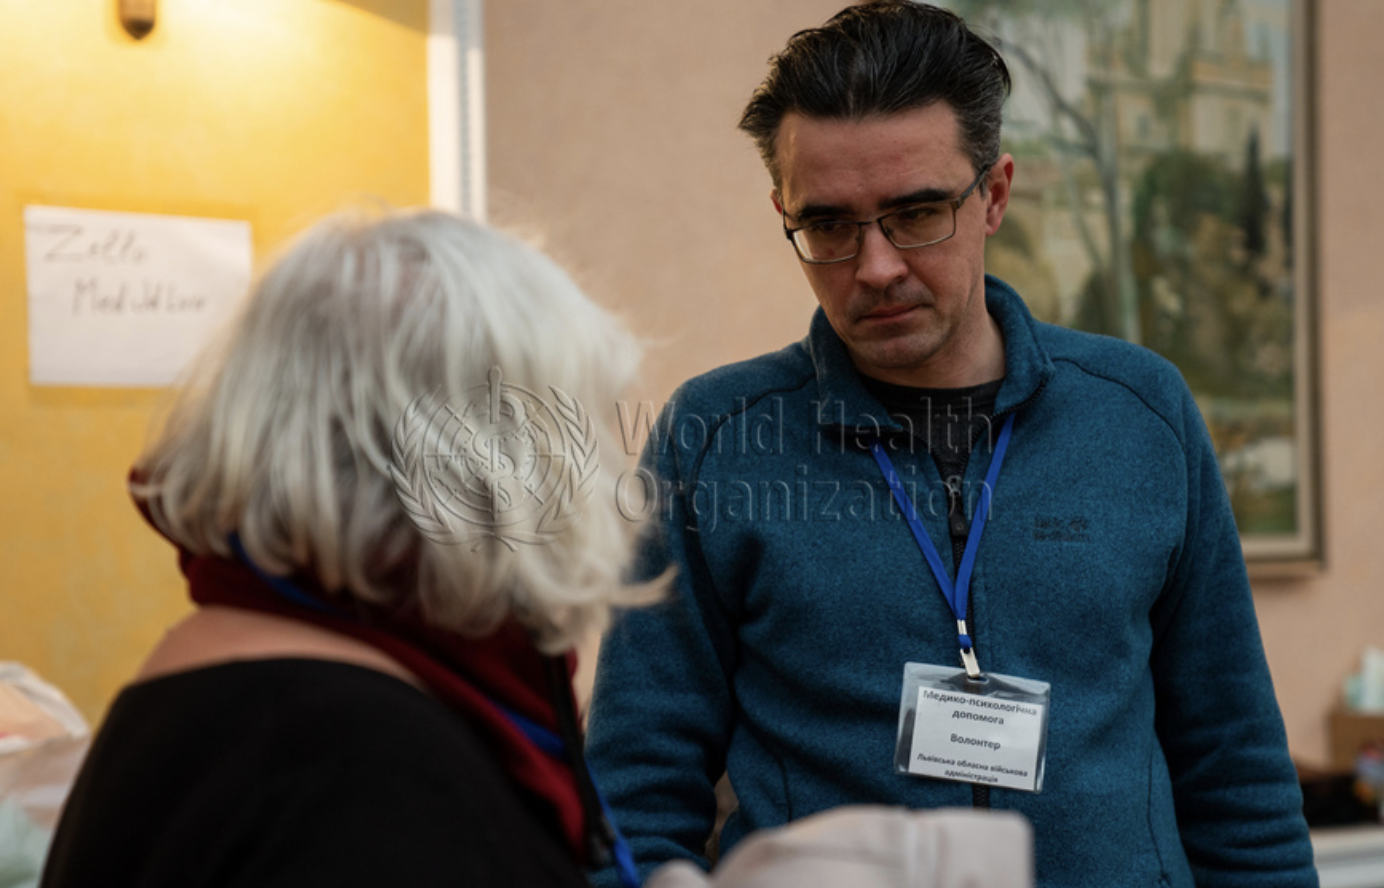 Zello
World Health
Organization
Медико-психологічна
допомога
Волонтер
Львівська обласна військова
адміністрація